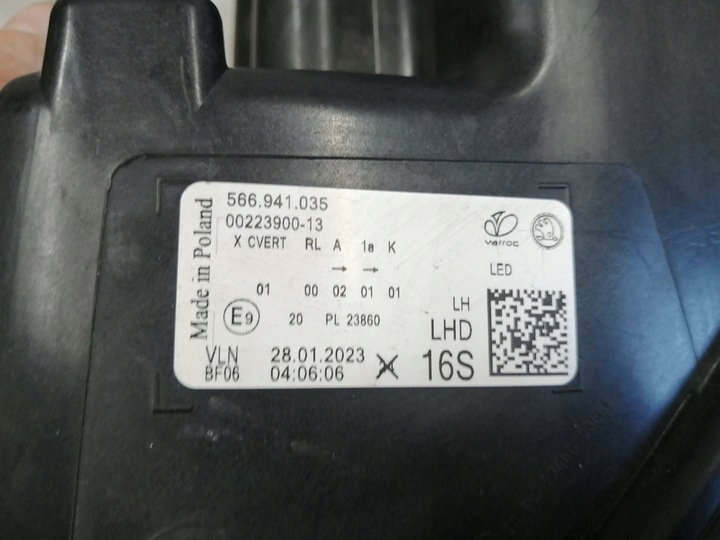 Made in Poland
566.941.035
00223900-13
X CVERT RL A 1a K
→ →
01 00 02 01 01
E9 20 PL 23860
VLN 28.01.2023
BF06 04:06:06
varroc
LED
LH
LHD
16S